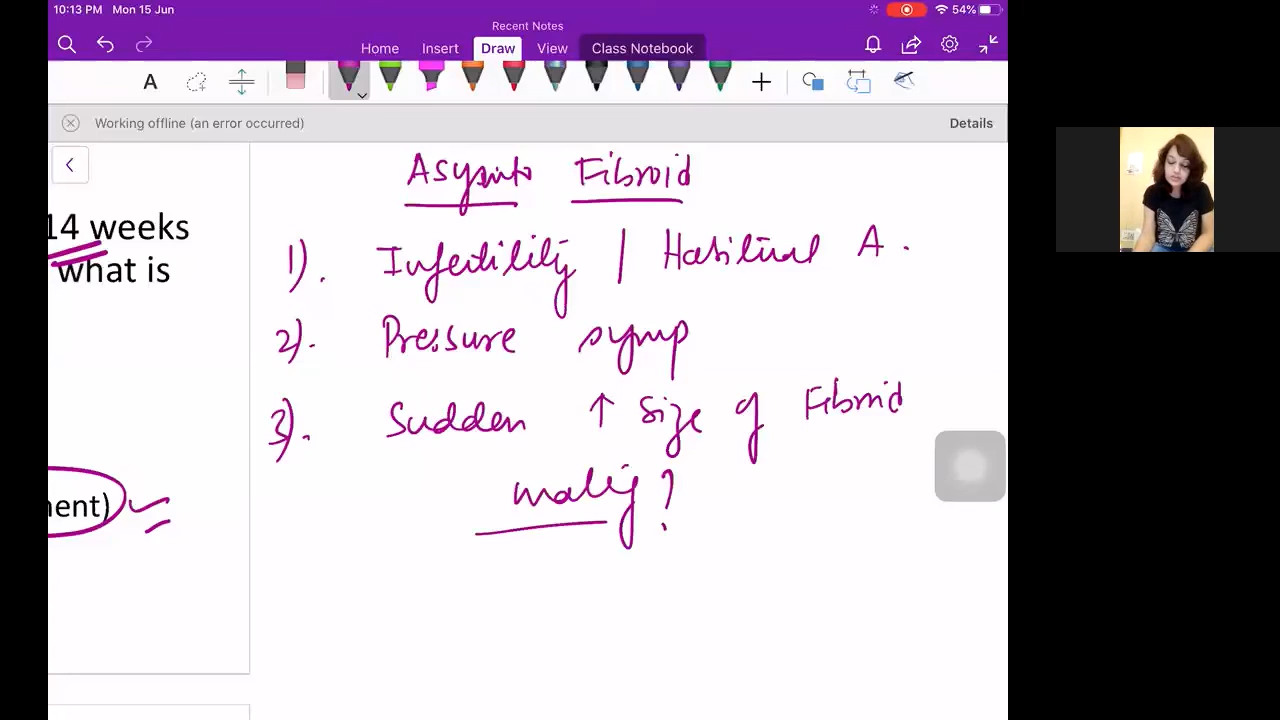 10:13 PM Mon 15 Jun
54%
Recent Notes
Home Insert Draw View Class Notebook
A
Working offline (an error occurred) Details
14 weeks
what is
nent)
Asymto Fibroid
1). Infertility / Habitual A.
2). Pressure symp
3). Sudden ↑ size of Fibroid
malig?